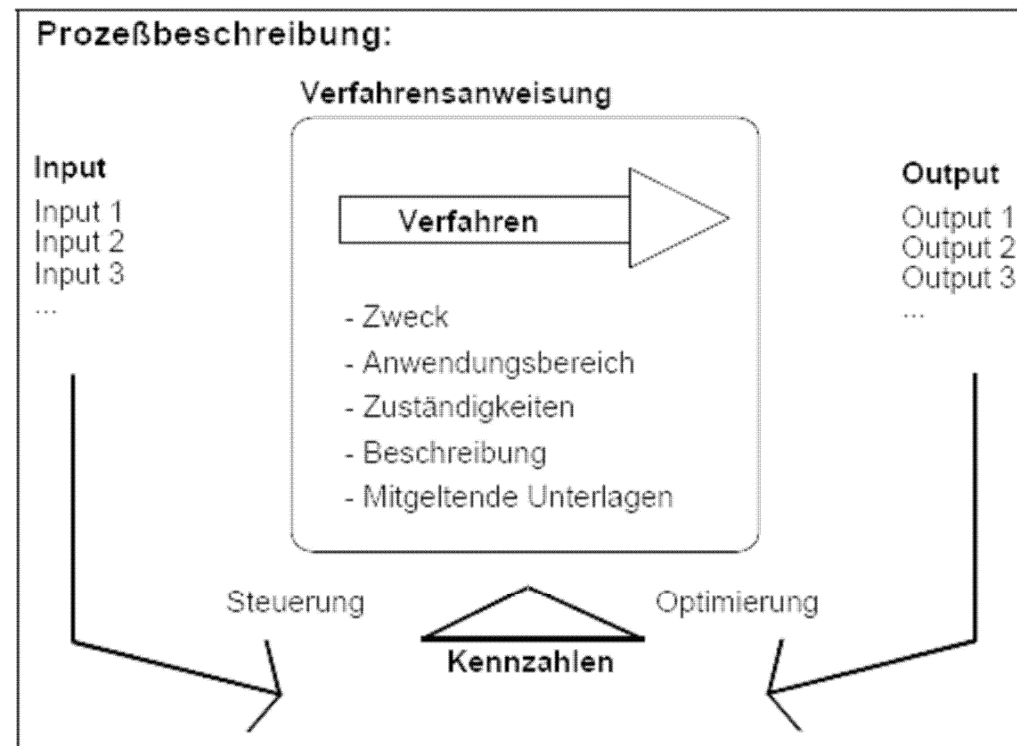 Prozeßbeschreibung:
Verfahrensanweisung
Input
Input 1
Input 2
Input 3
...
Verfahren
- Zweck
- Anwendungsbereich
- Zuständigkeiten
- Beschreibung
- Mitgeltende Unterlagen
Output
Output 1
Output 2
Output 3
...
Steuerung
Optimierung
Kennzahlen